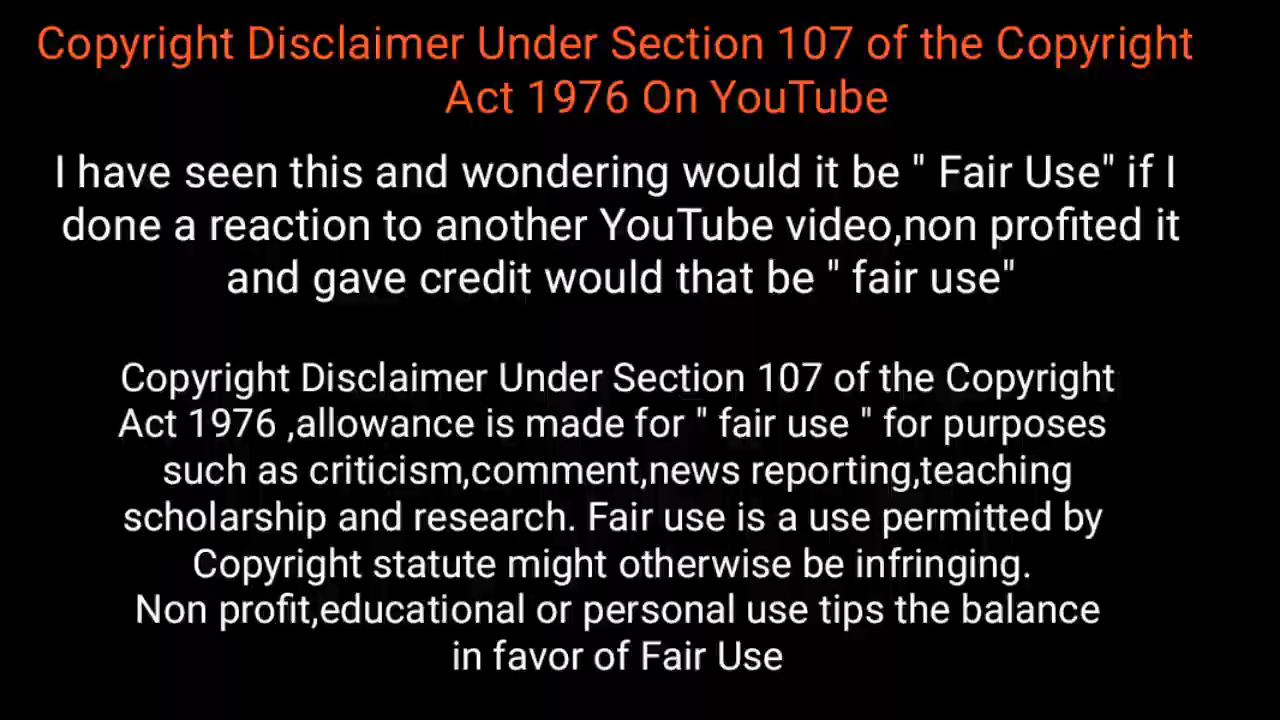 Copyright Disclaimer Under Section 107 of the Copyright
Act 1976 On YouTube
I have seen this and wondering would it be " Fair Use" if I
done a reaction to another YouTube video,non profited it
and gave credit would that be " fair use"
Copyright Disclaimer Under Section 107 of the Copyright
Act 1976 ,allowance is made for " fair use " for purposes
such as criticism,comment,news reporting,teaching
scholarship and research. Fair use is a use permitted by
Copyright statute might otherwise be infringing.
Non profit,educational or personal use tips the balance
in favor of Fair Use